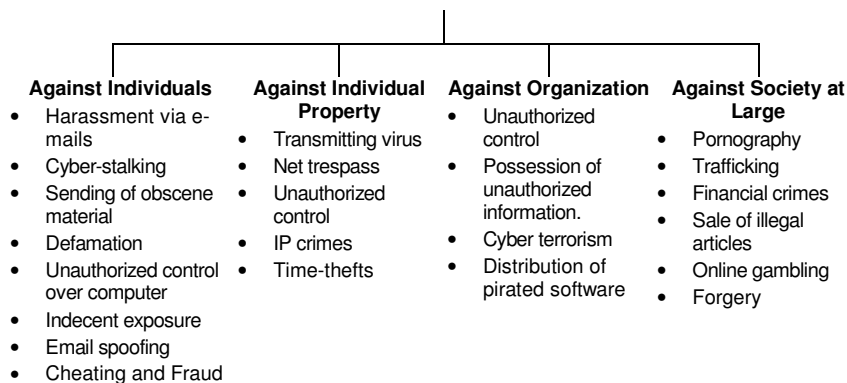 Against Individuals
• Harassment via e-
mails
• Cyber-stalking
• Sending of obscene
material
• Defamation
• Unauthorized control
over computer
• Indecent exposure
• Email spoofing
• Cheating and Fraud
Against Individual
Property
• Transmitting virus
• Net trespass
• Unauthorized
control
• IP crimes
• Time-thefts
Against Organization
• Unauthorized
control
• Possession of
unauthorized
information.
• Cyber terrorism
• Distribution of
pirated software
Against Society at
Large
• Pornography
• Trafficking
• Financial crimes
• Sale of illegal
articles
• Online gambling
• Forgery